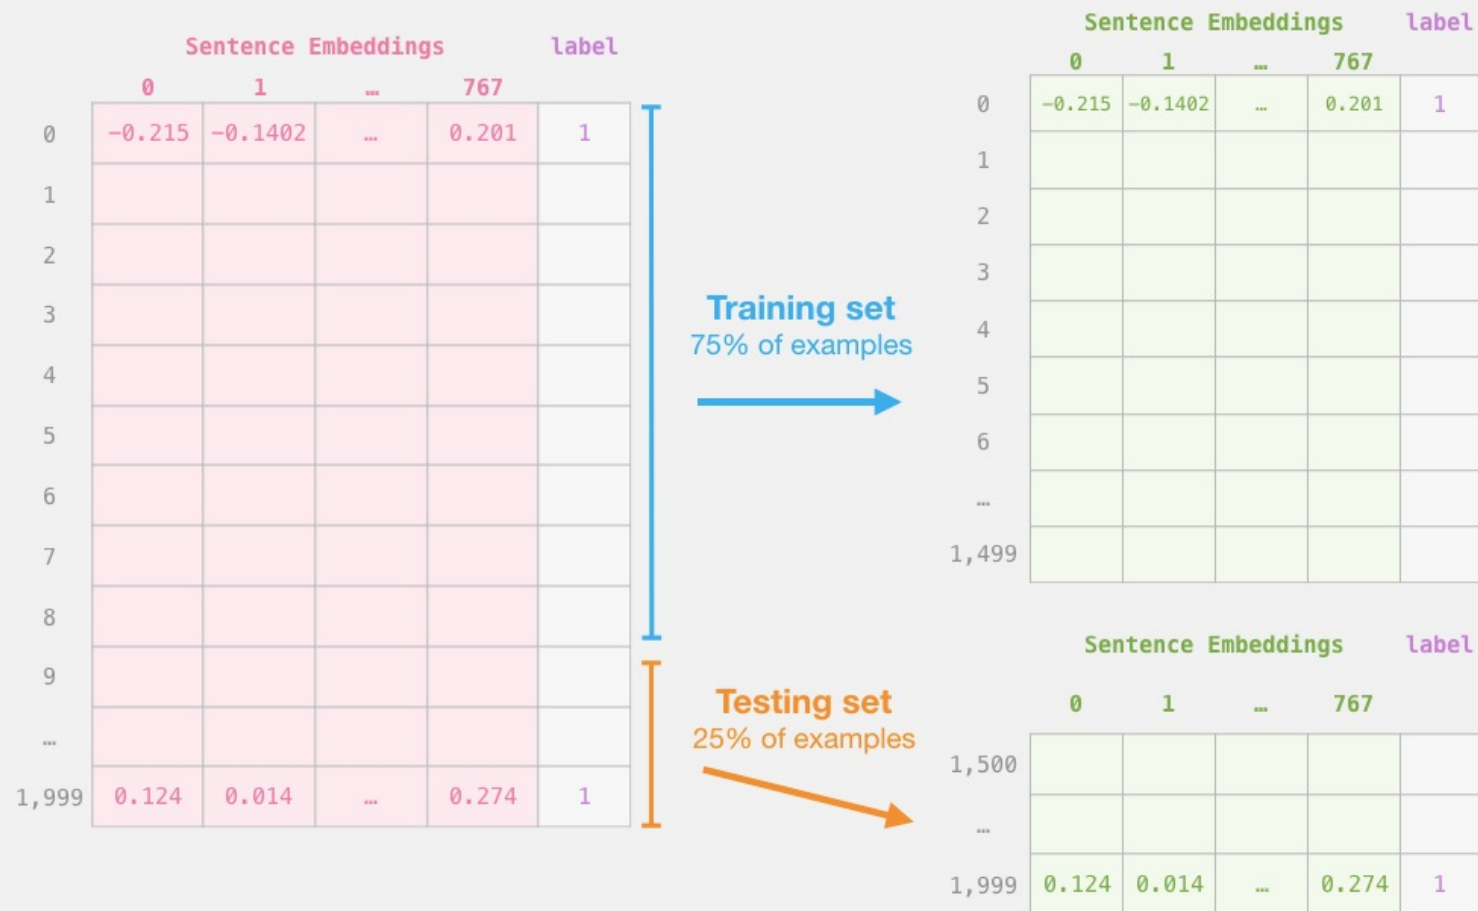 Sentence Embeddings label
0 1 … 767
0 -0.215 -0.1402 … 0.201 1
1
2
3
4
5
6
7
8
9
…
1,999 0.124 0.014 … 0.274 1
Training set
75% of examples
Testing set
25% of examples
Sentence Embeddings label
0 1 … 767
0 -0.215 -0.1402 … 0.201 1
1
2
3
4
5
6
…
1,499
Sentence Embeddings label
0 1 … 767
1,500
…
1,999 0.124 0.014 … 0.274 1